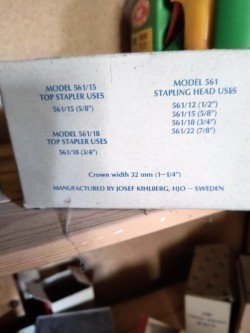 MODEL 561/15
TOP STAPLER USES
561/15 (5/8")
MODEL 561/18
TOP STAPLER USES
561/18 (3/4")
MODEL 561
STAPLING HEAD USES
561/12 (1/2")
561/15 (5/8")
561/18 (3/4")
561/22 (7/8")
Crown width 32 mm (1–1/4")
MANUFACTURED BY JOSEF KIHLBERG, HJO – SWEDEN